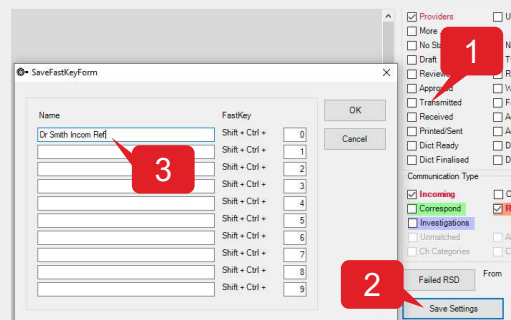 Providers U
More
No Sta
Draft T
Reviewe R
Approved W
Transmitted F
Received A
Printed/Sent A
Dict Ready D
Dict Finalised D
1
SaveFastKeyForm
Name FastKey
Dr Smith Incom Ref Shift + Ctrl + 0
Shift + Ctrl + 1
Shift + Ctrl + 2
Shift + Ctrl + 3
Shift + Ctrl + 4
Shift + Ctrl + 5
Shift + Ctrl + 6
Shift + Ctrl + 7
Shift + Ctrl + 8
Shift + Ctrl + 9
OK
Cancel
3
Communication Type
Incoming C
Correspond R
Investigations
Unmatched A
Ch Categories C
2
Failed RSD From
Save Settings